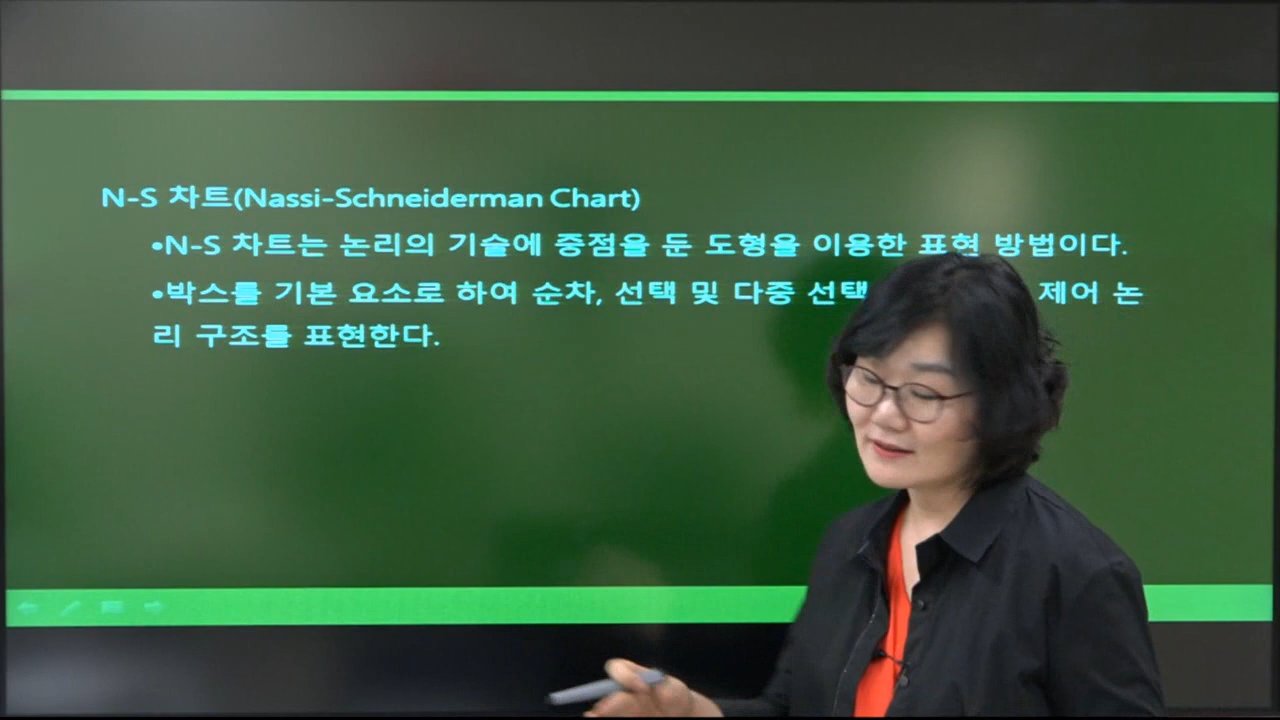 N-S 차트(Nassi-Schneiderman Chart)
•N-S 차트는 논리의 기술에 중점을 둔 도형을 이용한 표현 방법이다.
•박스를 기본 요소로 하여 순차, 선택 및 다중 선택 제어 논
리 구조를 표현한다.